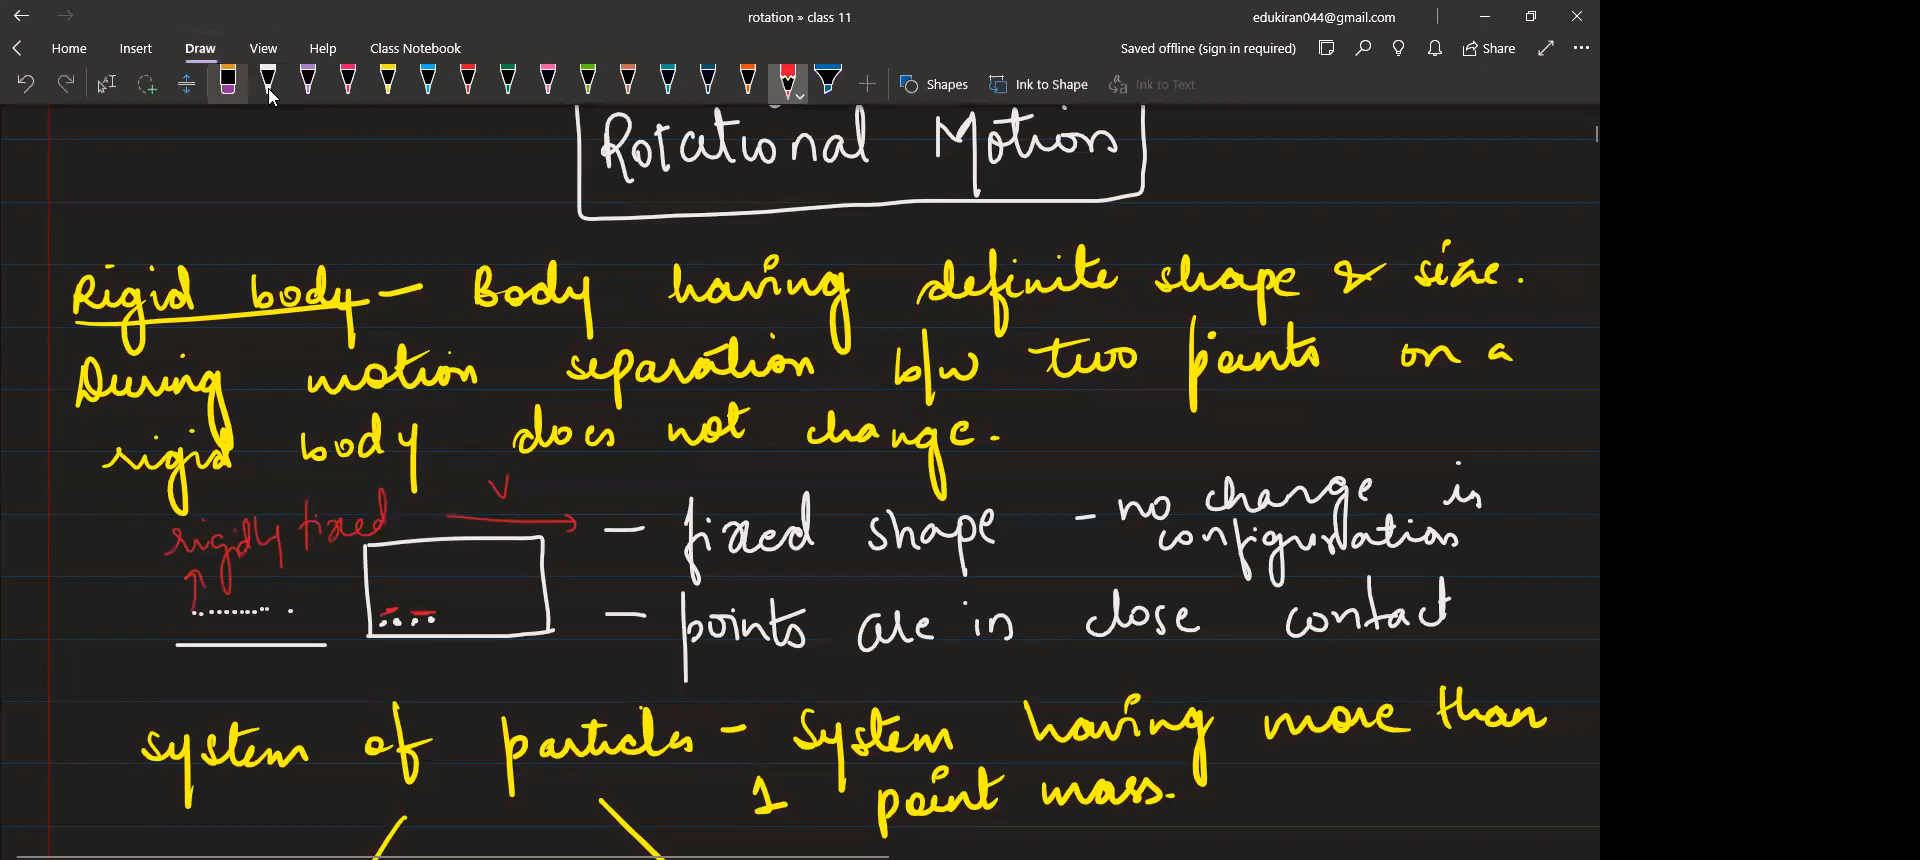 rotation » class 11
edukiran044@gmail.com
Home Insert Draw View Help Class Notebook
Saved offline (sign in required)
Share
Shapes
Ink to Shape
Ink to Text
Rotational Motion
Rigid body - Body having definite shape & size.
During motion separation b/w two points on a
rigid body does not change.
rigidly fixed
v
- fixed shape - no change in
configuration
- points are in close contact
system of particles - system having more than
1 point mass.